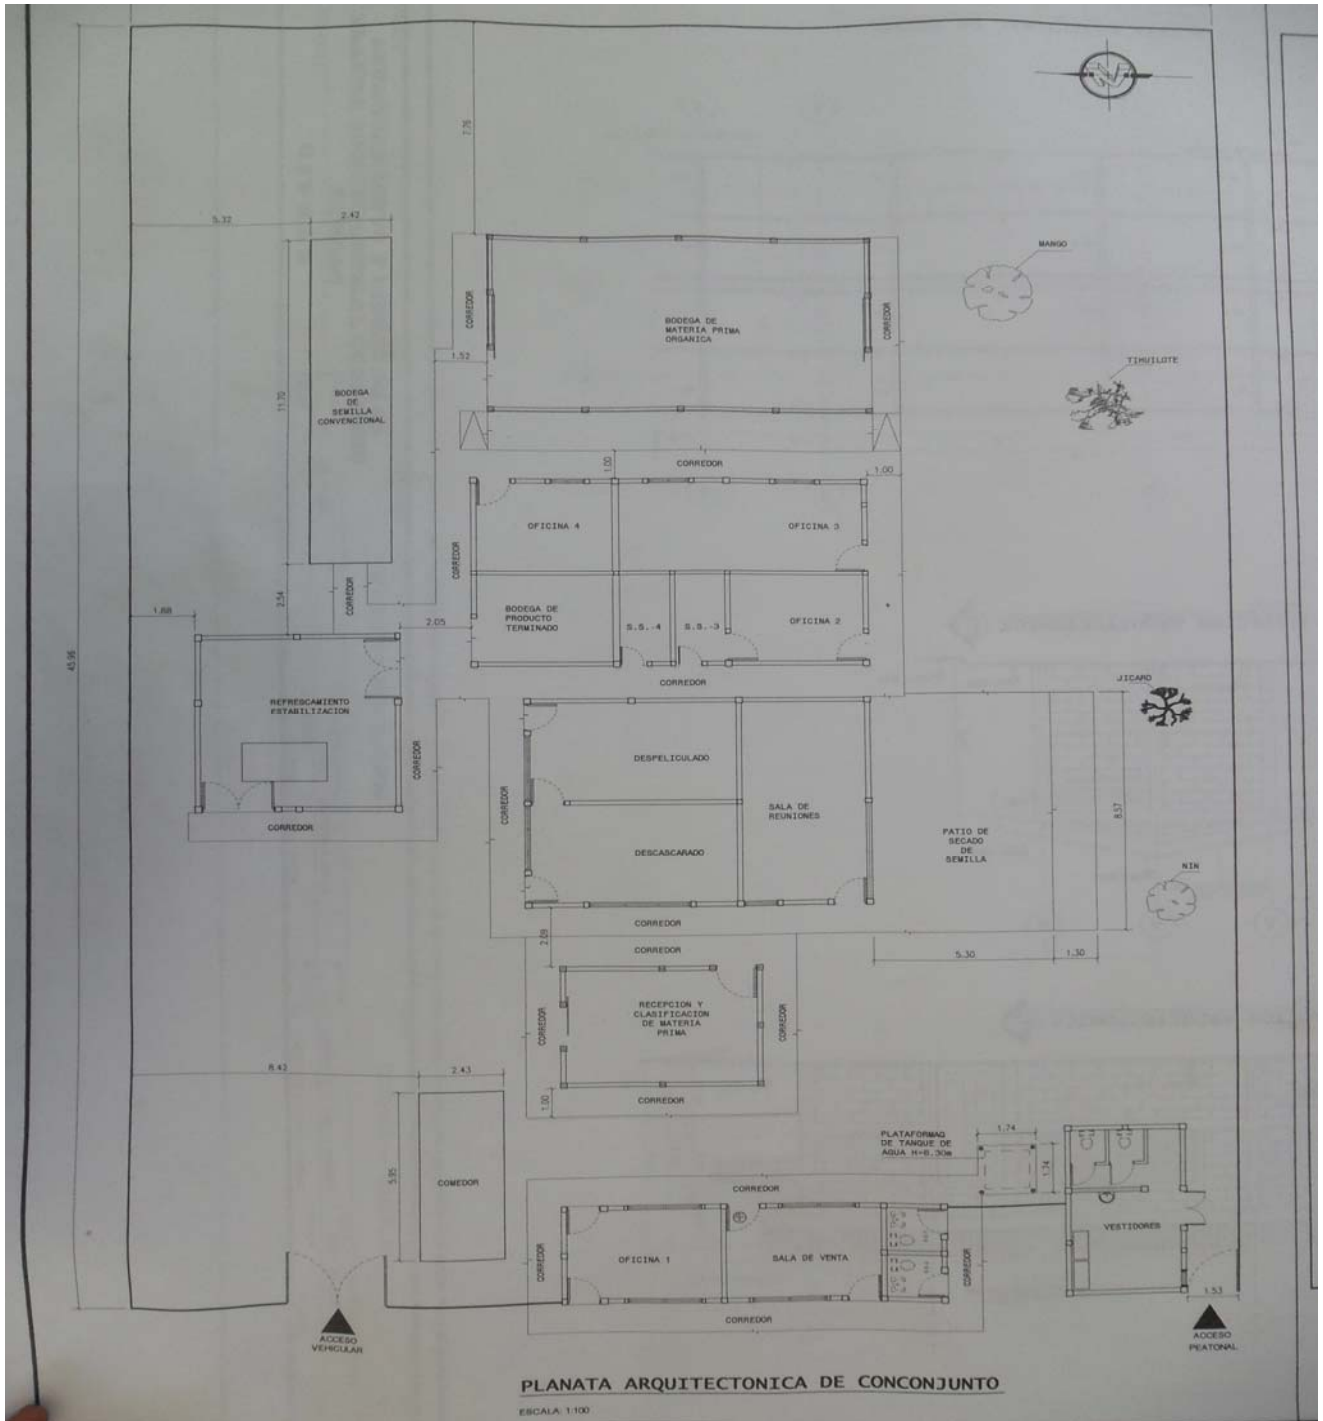 7.76
5.32
2.42
MANGO
CORREDOR
BODEGA DE
MATERIA PRIMA
ORGANICA
CORREDOR
1.52
TIHUILOTE
11.70
BODEGA
DE
SEMILLA
CONVENCIONAL
CORREDOR
1.00
1.00
OFICINA 4
OFICINA 3
CORREDOR
2.54
CORREDOR
1.88
2.05
BODEGA DE
PRODUCTO
TERMINADO
S.S.-4
S.S.-3
OFICINA 2
45.96
CORREDOR
JICARO
REFRESCAMIENTO
ESTABILIZACION
CORREDOR
DESPELICULADO
CORREDOR
SALA DE
REUNIONES
8.57
CORREDOR
PATIO DE
SECADO
DE
SEMILLA
DESCASCARADO
NIN
CORREDOR
2.09
CORREDOR
5.30
1.30
RECEPCION Y
CLASIFICACION
DE MATERIA
PRIMA
CORREDOR
CORREDOR
8.42
2.43
1.00
CORREDOR
PLATAFORMAQ
DE TANQUE DE
AGUA H=6.30m
1.74
1.74
5.95
COMEDOR
CORREDOR
VESTIDORES
CORREDOR
OFICINA 1
SALA DE VENTA
CORREDOR
1.53
CORREDOR
ACCESO
VEHICULAR
ACCESO
PEATONAL
PLANATA ARQUITECTONICA DE CONCONJUNTO
ESCALA: 1:100